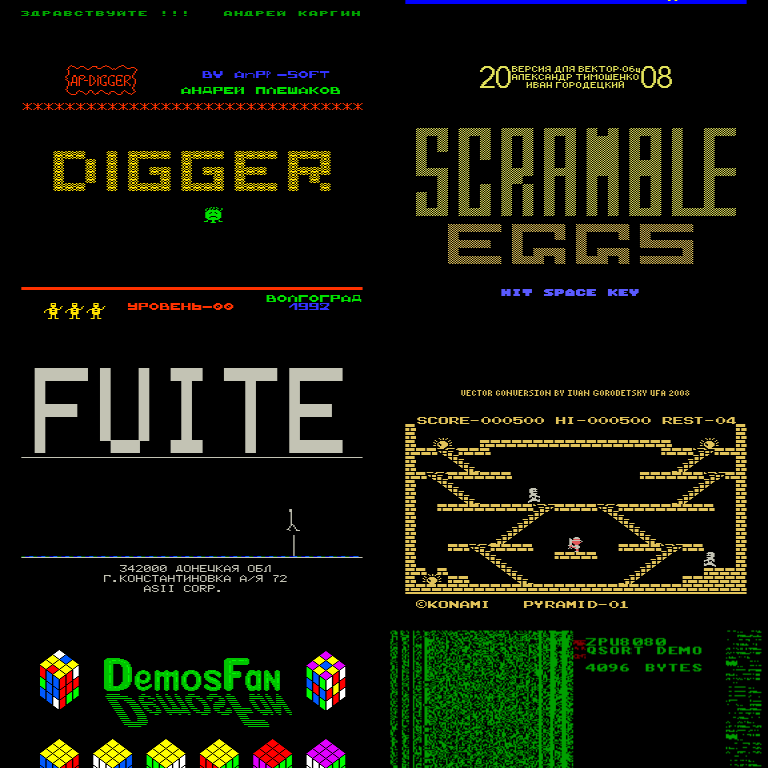 ЗДРАВСТВУЙТЕ !!! АНДРЕЙ КАРГИН
AP-DIGGER
BY -SOFT
АНДРЕЙ ПЛЕШАКОВ
DIGGER
УРОВЕНЬ-00
ВОЛГОГРАД
1992
20 08
ВЕРСИЯ ДЛЯ ВЕКТОР-06ц
АЛЕКСАНДР ТИМОШЕНКО
ИВАН ГОРОДЕЦКИЙ
SCRAMBLE
EGGS
HIT SPACE KEY
FUITE
342000 ДОНЕЦКАЯ ОБЛ
Г.КОНСТАНТИНОВКА А/Я 72
ASII CORP.
VECTOR CONVERSION BY IVAN GORODETSKY UFA 2008
SCORE-000500 HI-000500 REST-04
©KONAMI PYRAMID-01
DEMOSFAN
DEMOSFAN
ZPU8080
QSORT DEMO
4096 BYTES